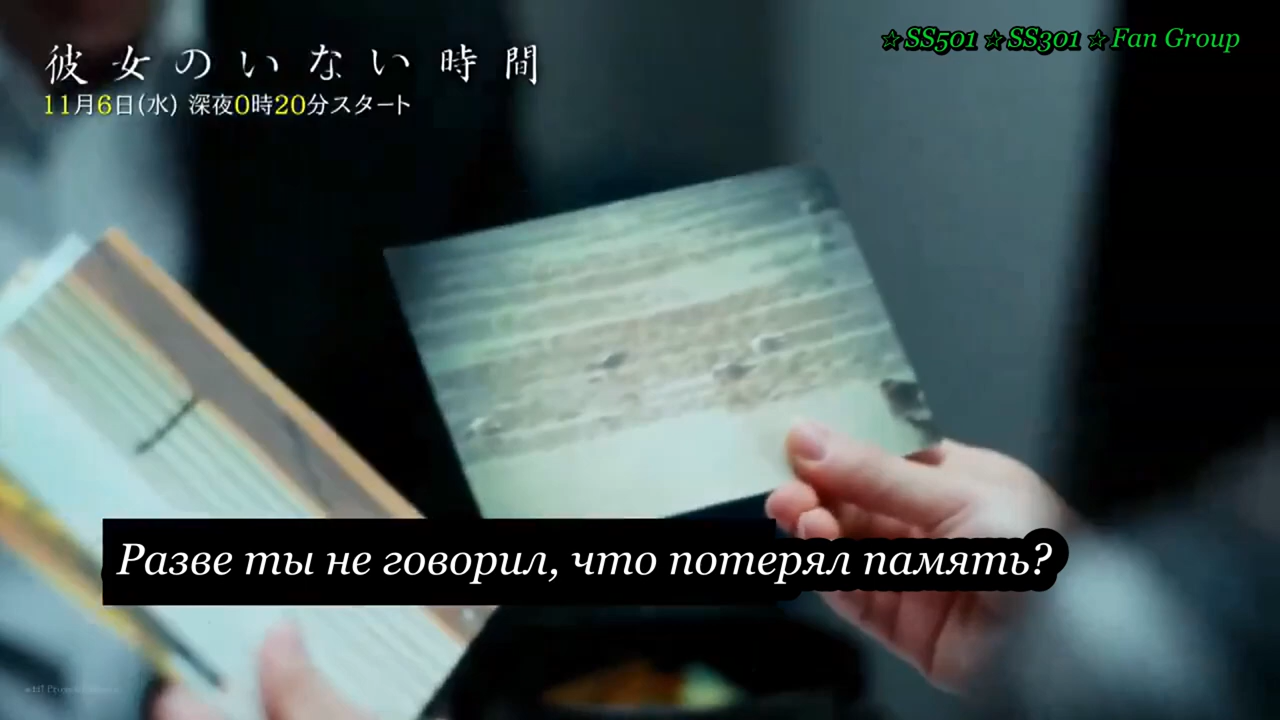 彼女のいない時間
☆SS501 ☆SS301 ☆Fan Group
11月6日(水) 深夜0時20分スタート
Разве ты не говорил, что потерял память?